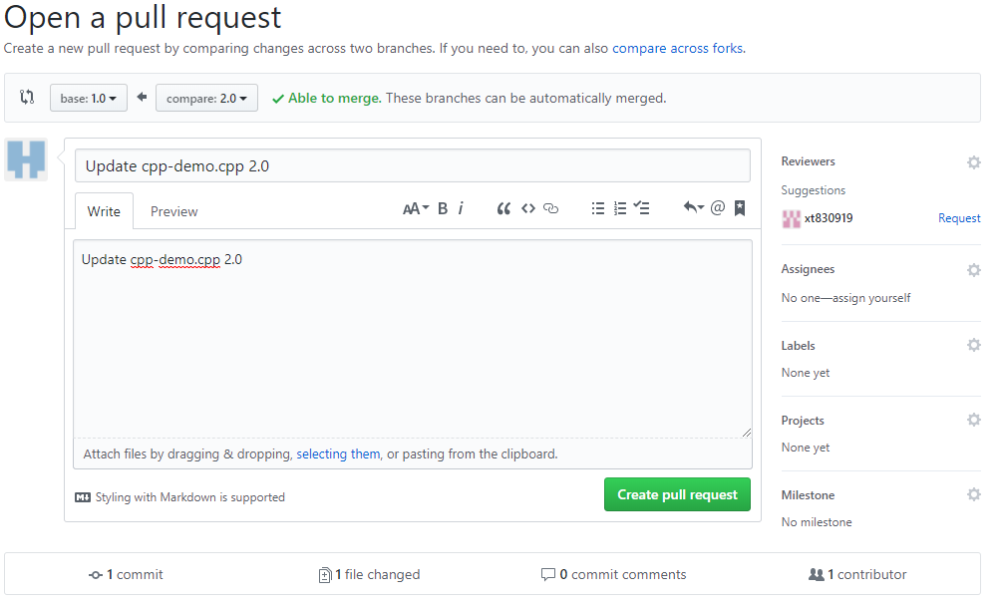 Open a pull request
Create a new pull request by comparing changes across two branches. If you need to, you can also compare across forks.
base: 1.0 compare: 2.0 Able to merge. These branches can be automatically merged.
Update cpp-demo.cpp 2.0
Write Preview AA B i
Update cpp-demo.cpp 2.0
Attach files by dragging & dropping, selecting them, or pasting from the clipboard.
Styling with Markdown is supported
Create pull request
Reviewers
Suggestions
xt830919 Request
Assignees
No one—assign yourself
Labels
None yet
Projects
None yet
Milestone
No milestone
1 commit 1 file changed 0 commit comments 1 contributor